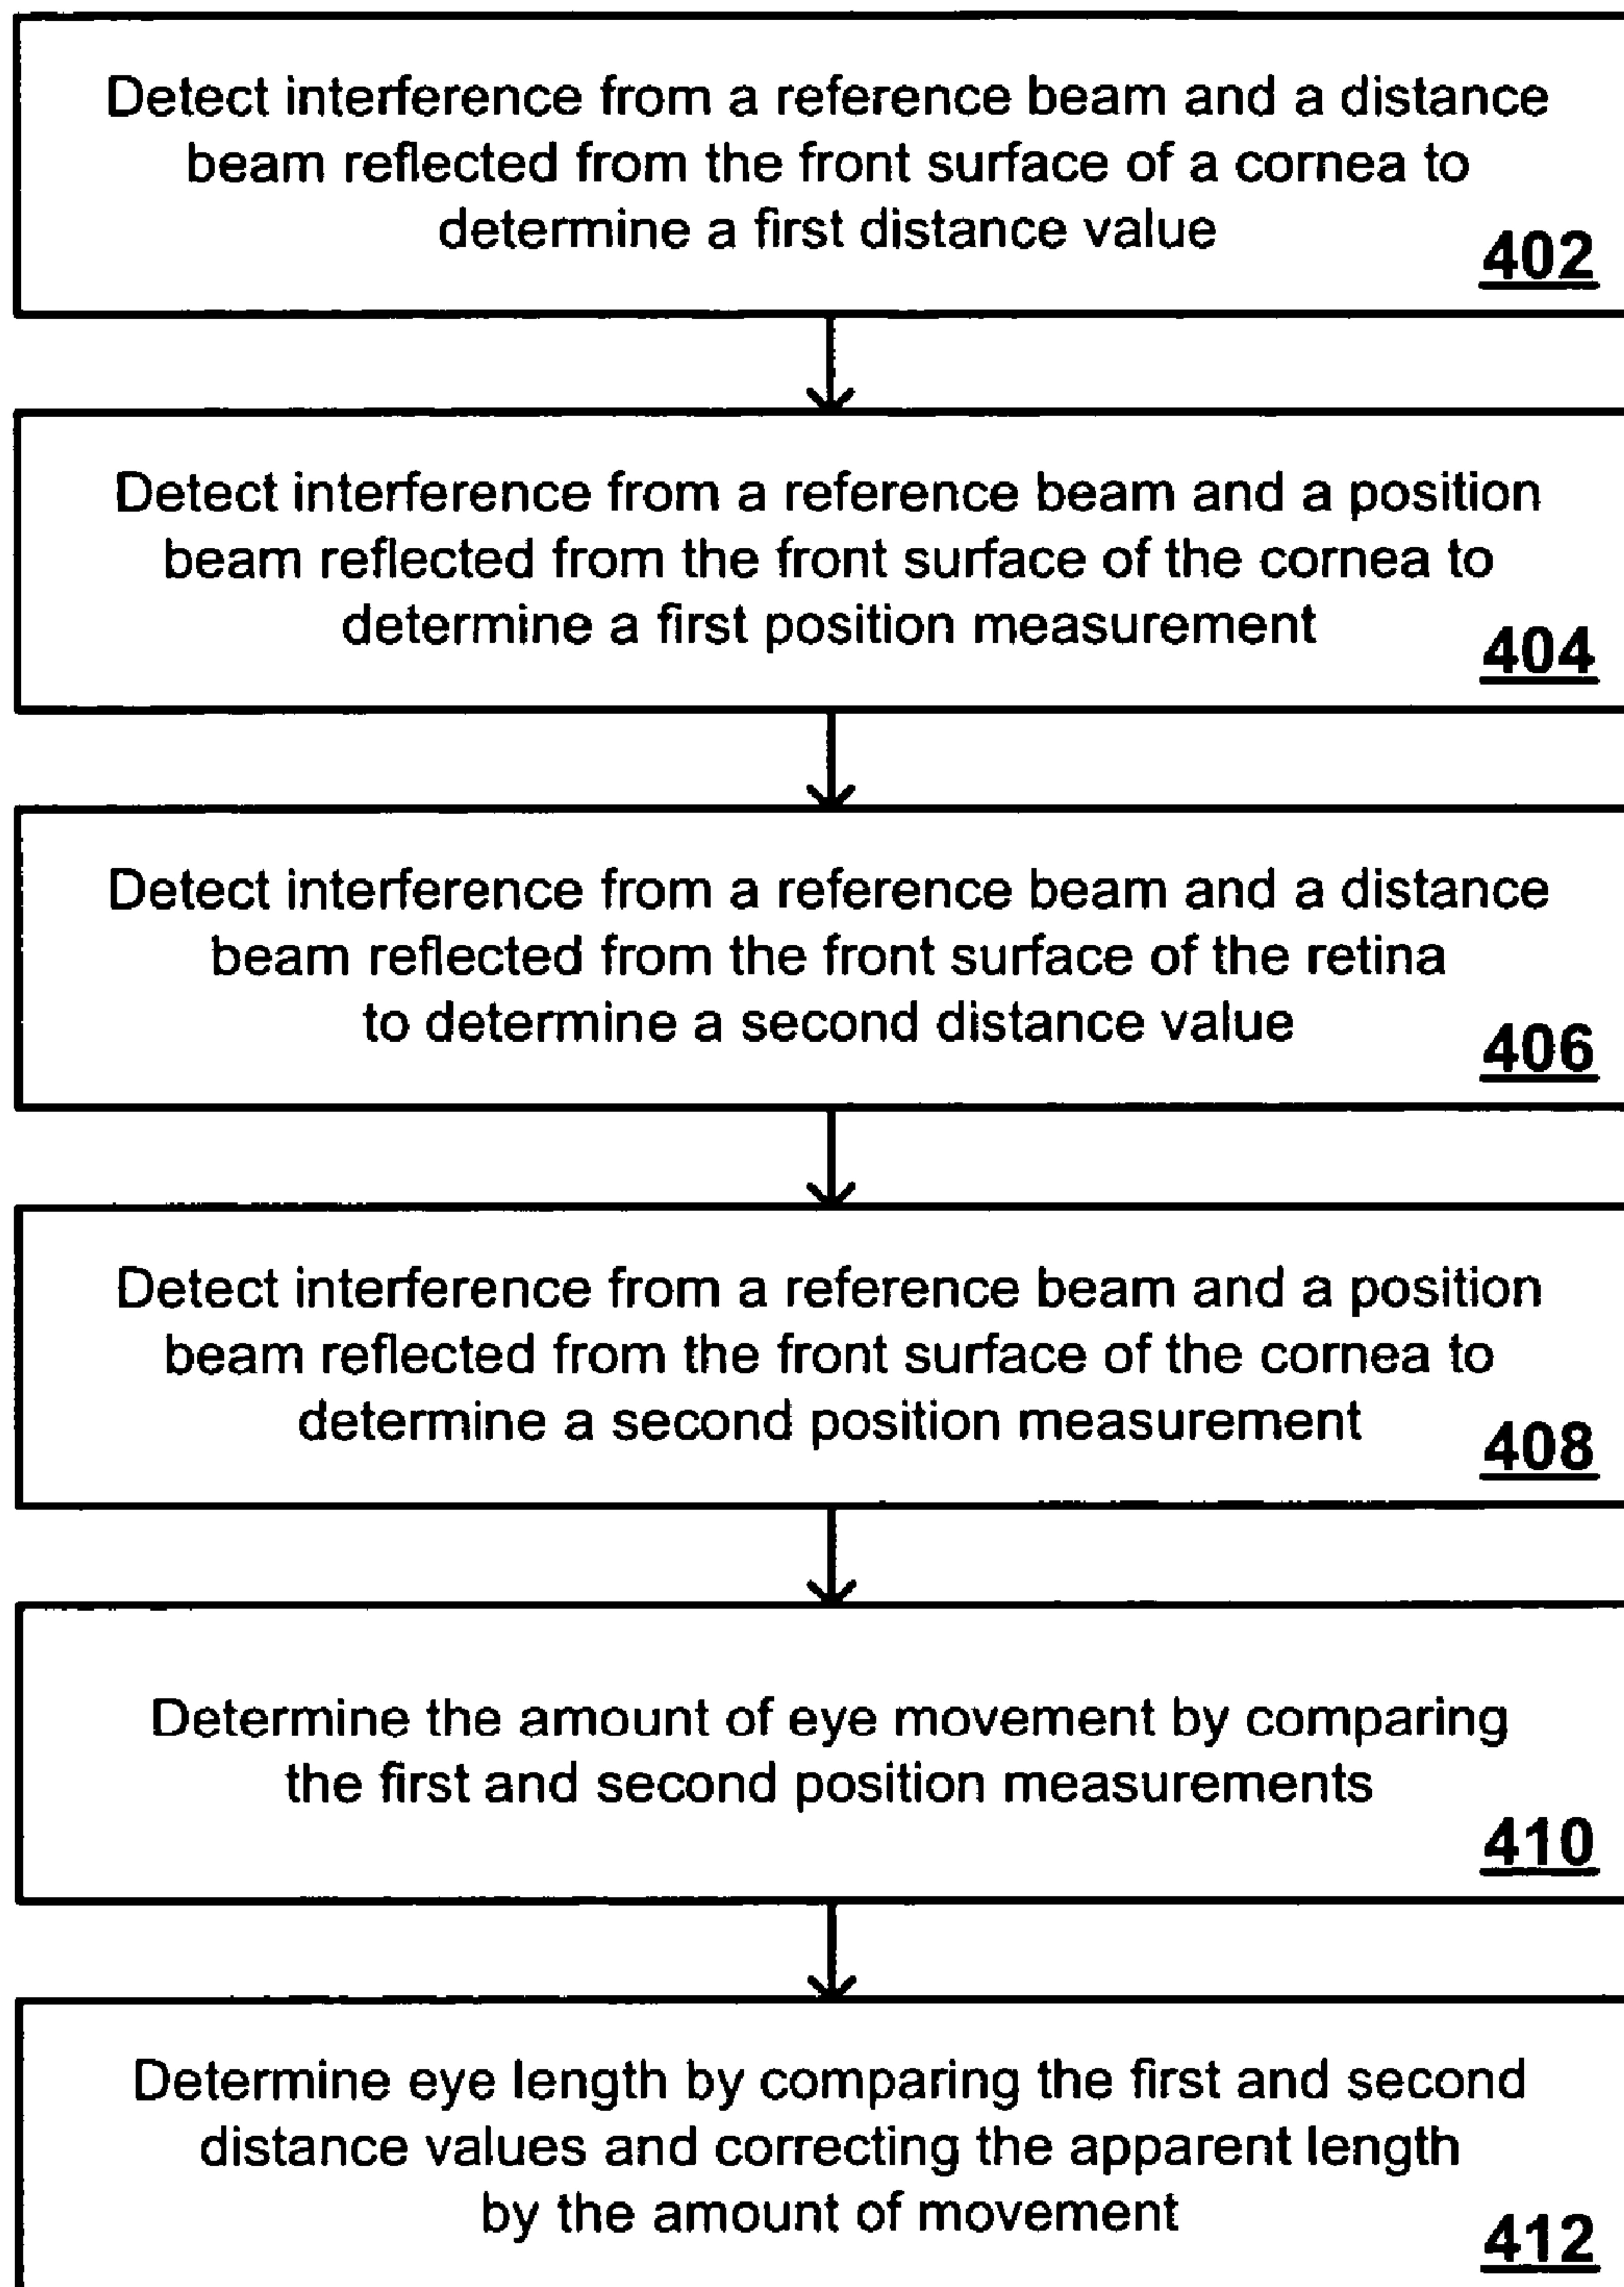 Detect interference from a reference beam and a distance
beam reflected from the front surface of a cornea to
determine a first distance value
402
Detect interference from a reference beam and a position
beam reflected from the front surface of the cornea to
determine a first position measurement
404
Detect interference from a reference beam and a distance
beam reflected from the front surface of the retina
to determine a second distance value
406
Detect interference from a reference beam and a position
beam reflected from the front surface of the cornea to
determine a second position measurement
408
Determine the amount of eye movement by comparing
the first and second position measurements
410
Determine eye length by comparing the first and second
distance values and correcting the apparent length
by the amount of movement
412